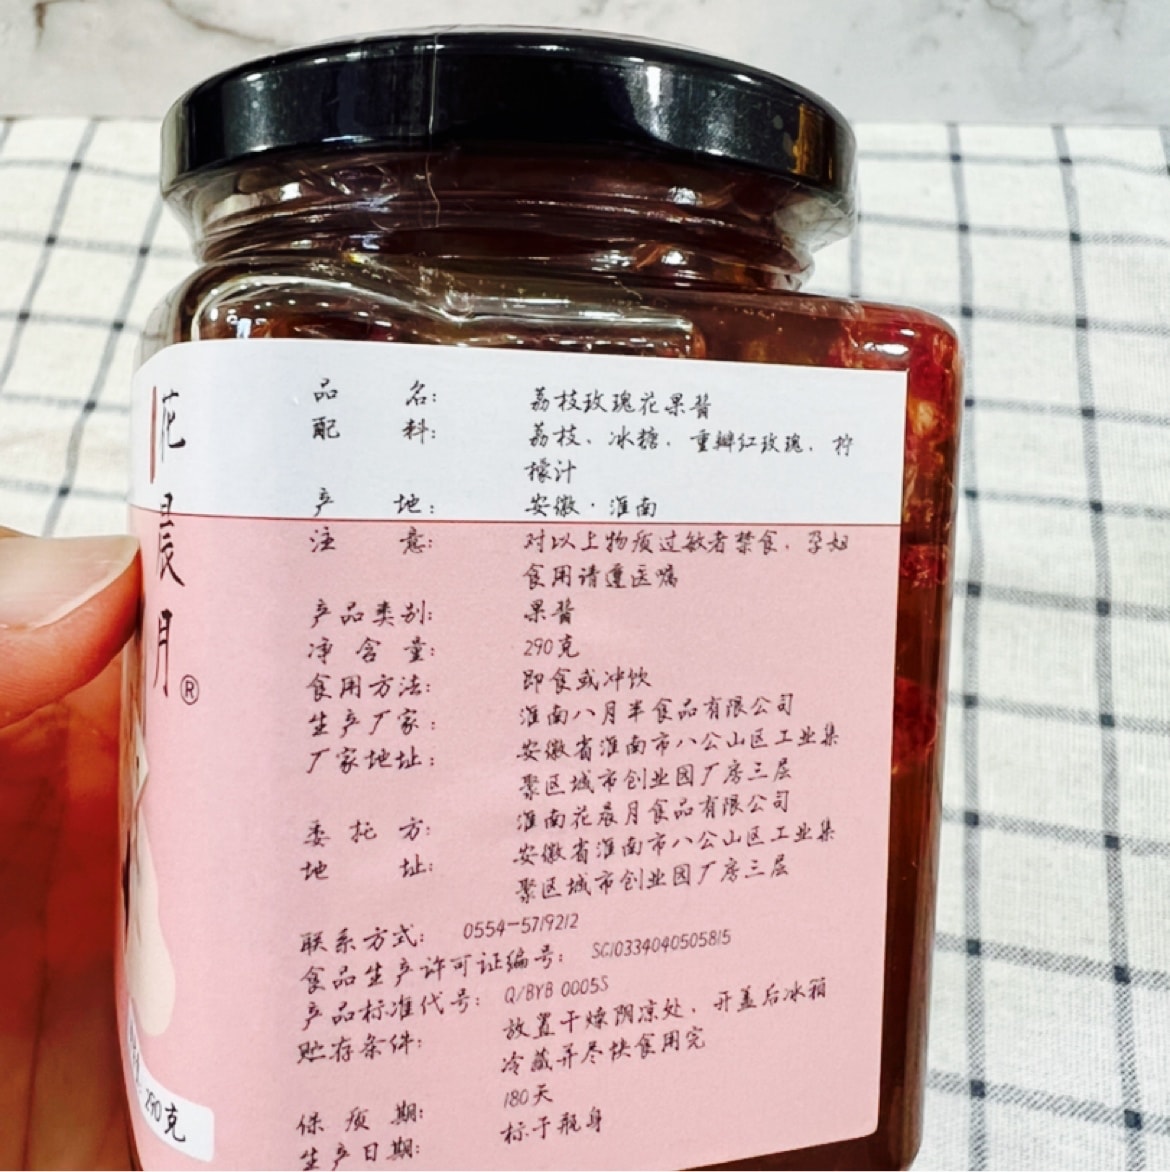 花晨月®
品 名： 荔枝玫瑰花果酱
配 料： 荔枝、冰糖、重瓣红玫瑰、柠
檬汁
产 地： 安徽·淮南
注 意： 对以上物质过敏者禁食、孕妇
食用请遵医嘱
产品类别： 果酱
净 含 量： 290克
食用方法： 即食或冲饮
生产厂家： 淮南八月半食品有限公司
厂家地址： 安徽省淮南市八公山区工业集
聚区城市创业园厂房三层
委 托 方： 淮南花晨月食品有限公司
地 址： 安徽省淮南市八公山区工业集
聚区城市创业园厂房三层
联系方式： 0554-5719212
食品生产许可证编号： SC10334040505815
产品标准代号： Q/BYB 0005S
贮存条件： 放置干燥阴凉处、开盖后冰箱
冷藏并尽快食用完
保 质 期： 180天
生产日期： 标于瓶身
290克